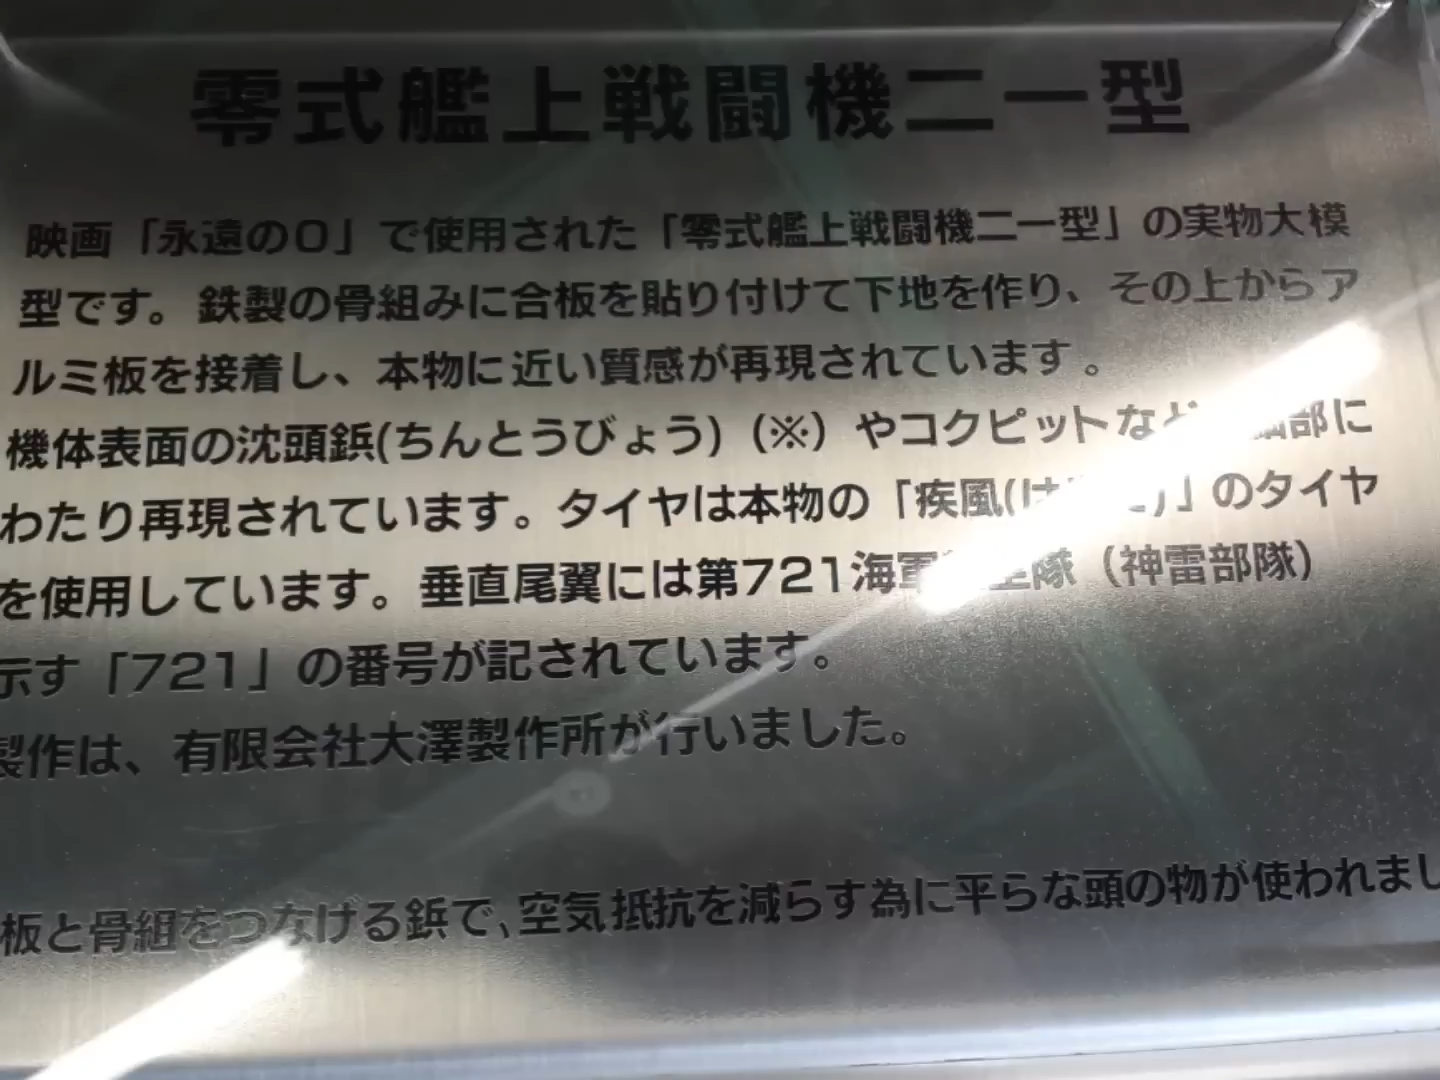 零式艦上戦闘機二一型
映画「永遠の０」で使用された「零式艦上戦闘機二一型」の実物大模
型です。鉄製の骨組みに合板を貼り付けて下地を作り、その上からア
ルミ板を接着し、本物に近い質感が再現されています。
機体表面の沈頭鋲(ちんとうびょう)（※）やコクピットなど 部に
わたり再現されています。タイヤは本物の「疾風(は )」のタイヤ
を使用しています。垂直尾翼には第721海軍 隊（神雷部隊）
示す「721」の番号が記されています。
製作は、有限会社大澤製作所が行いました。
板と骨組をつなげる鋲で、空気抵抗を減らす為に平らな頭の物が使われまし